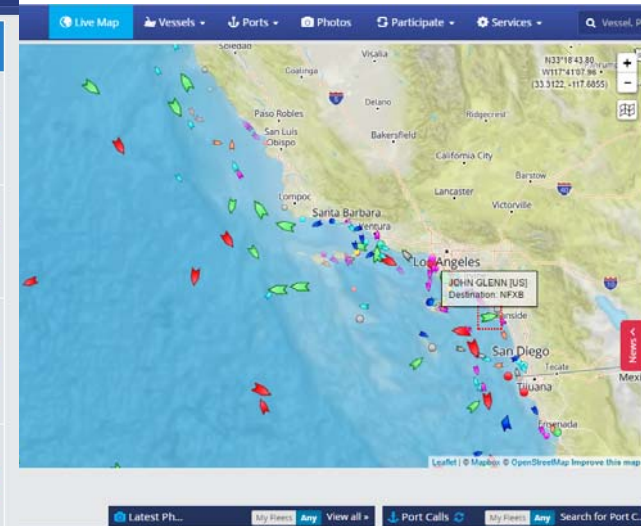 Live Map Vessels Ports Photos Participate Services Vessel, P
Soledad
Visalia
Coalinga
N33°18'43.80
W117°41'07.96
(33.3122, -117.6855)
+
-
Delano
Paso Robles
Ridgecrest
San Luis
Obispo
Bakersfield
California City
Barstow
Lompoc
Lancaster
Victorville
Santa Barbara
Ventura
Los Angeles
JOHN GLENN [US]
Destination: NFXB
News
San Diego
Tecate
Mexi
Tijuana
Ensenada
Leaflet | © Mapbox © OpenStreetMap Improve this map
Latest Ph... My Fleets Any View all »
Port Calls My Fleets Any Search for Port C...